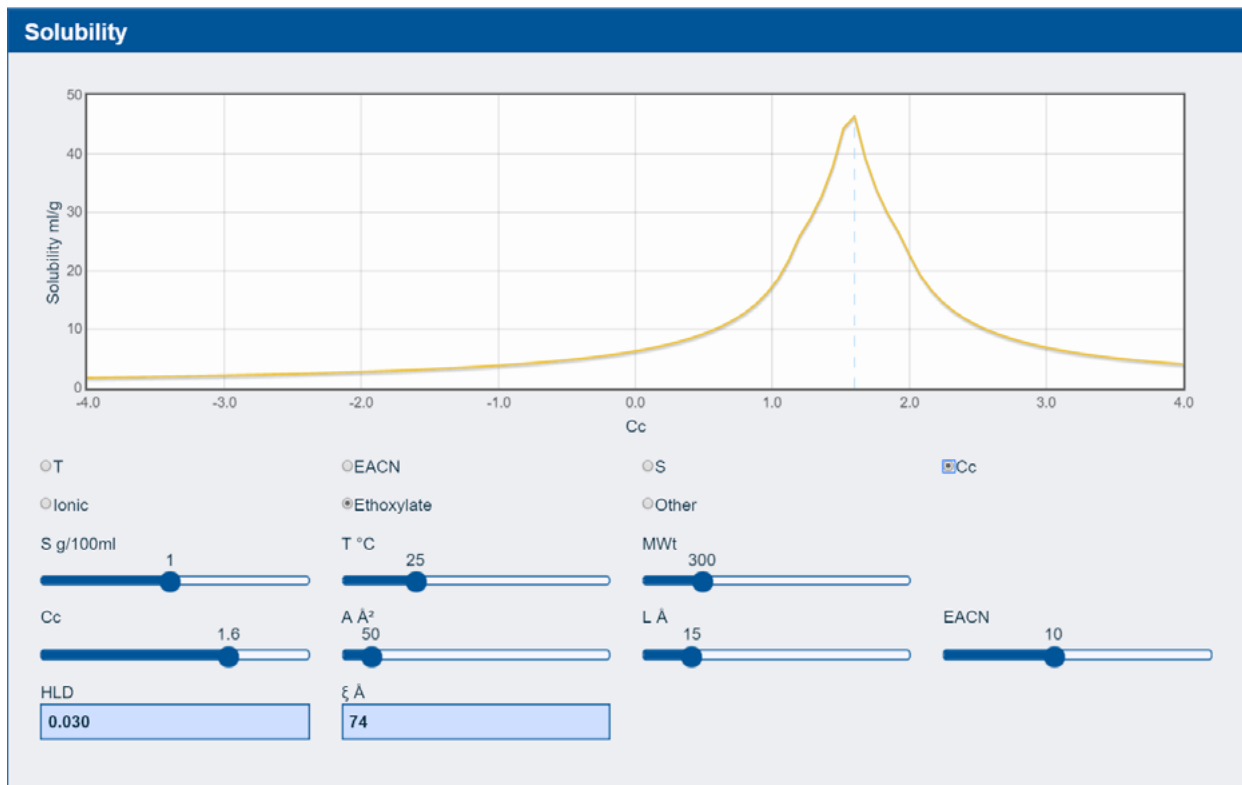 Solubility
50
40
30
20
10
0
Solubility ml/g
-4.0 -3.0 -2.0 -1.0 0.0 1.0 2.0 3.0 4.0
Cc
T EACN S Cc
Ionic Ethoxylate Other
S g/100ml T °C MWt
1 25 300
Cc A Å² L Å EACN
1.6 50 15 10
HLD ξ Å
0.030 74